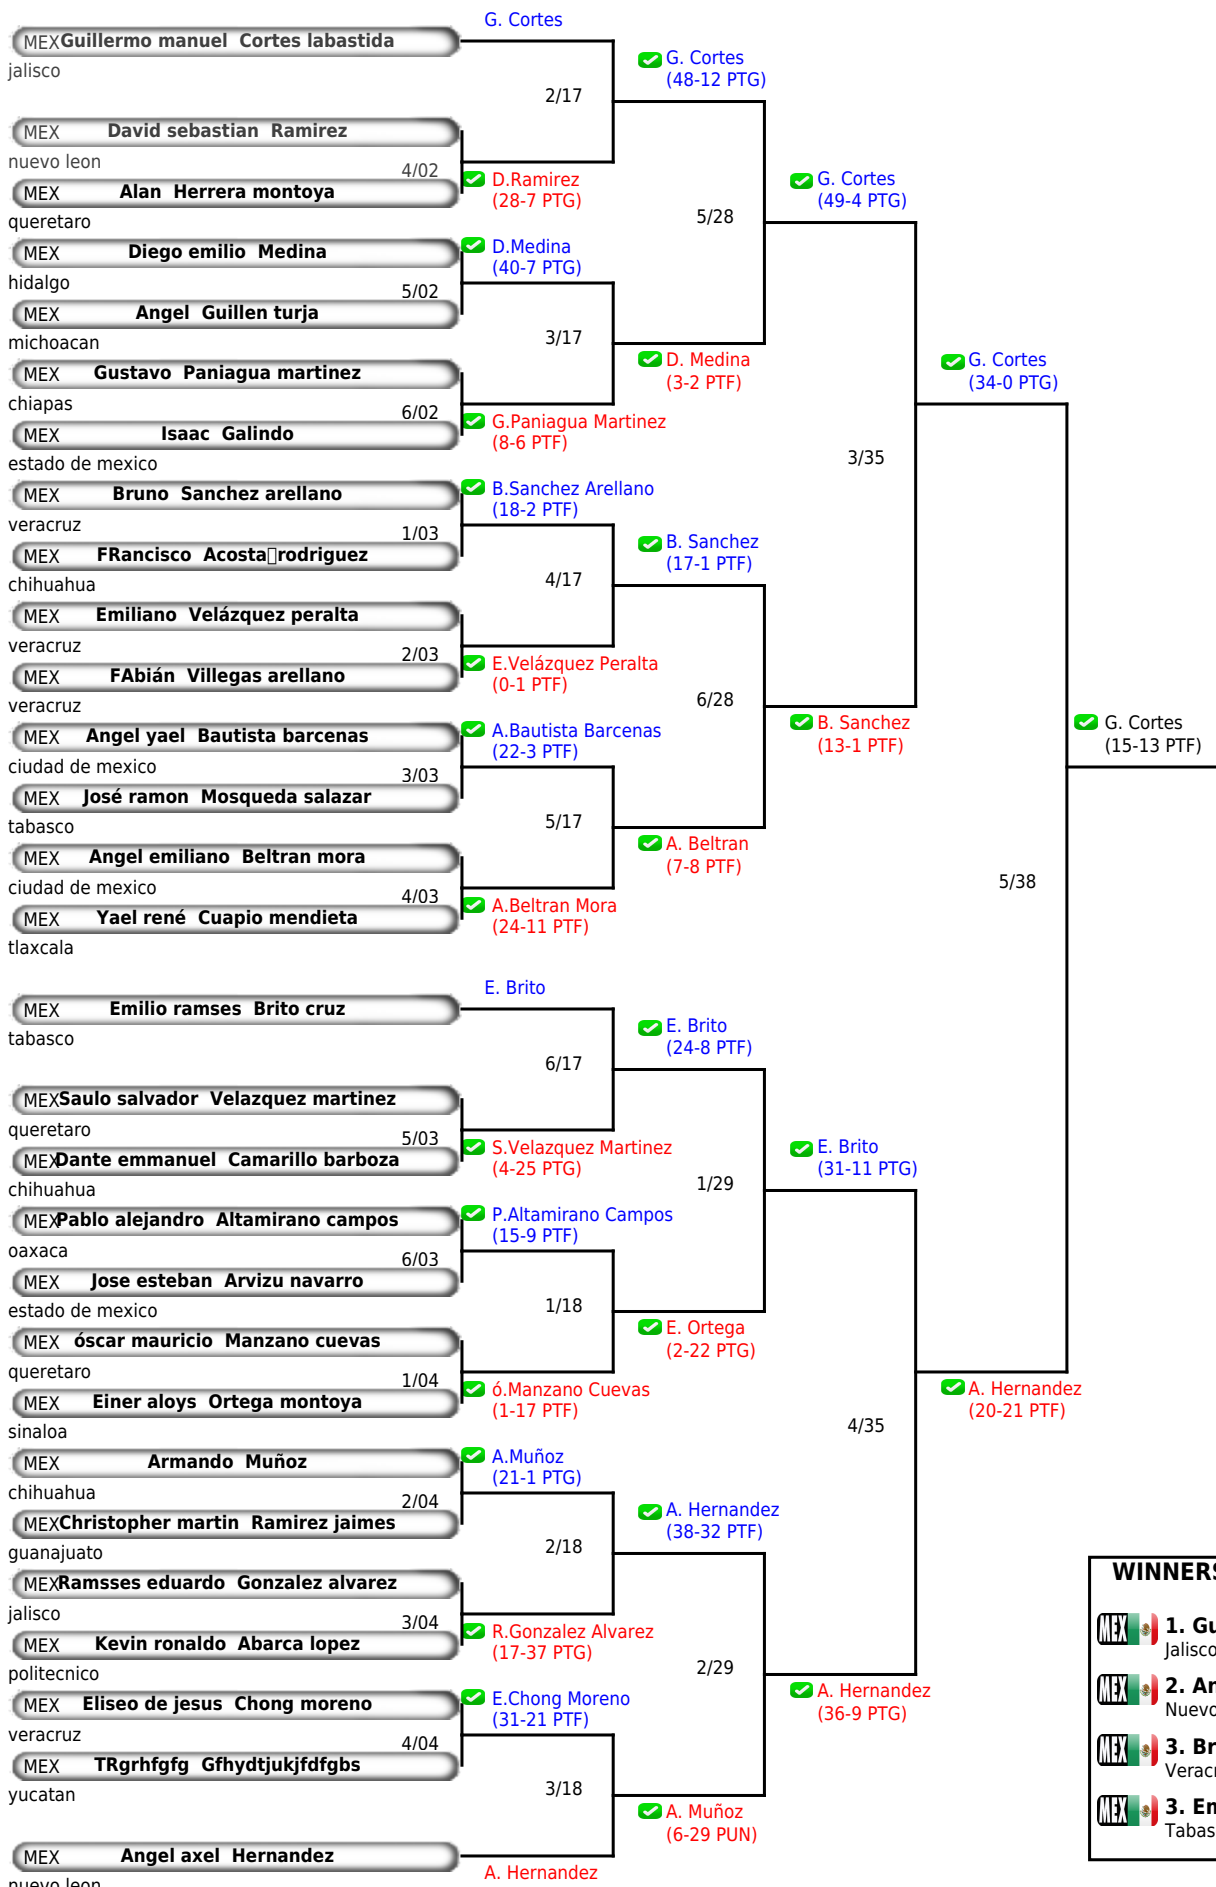 G. Cortes
MEX Guillermo manuel Cortes labastida
jalisco
G. Cortes
(48-12 PTG)
2/17
MEX David sebastian Ramirez
nuevo leon
4/02
D.Ramirez
(28-7 PTG)
MEX Alan Herrera montoya
queretaro
G. Cortes
(49-4 PTG)
5/28
MEX Diego emilio Medina
hidalgo
D.Medina
(40-7 PTG)
5/02
MEX Angel Guillen turja
michoacan
3/17
D. Medina
(3-2 PTF)
MEX Gustavo Paniagua martinez
chiapas
6/02
G.Paniagua Martinez
(8-6 PTF)
MEX Isaac Galindo
estado de mexico
G. Cortes
(34-0 PTG)
3/35
MEX Bruno Sanchez arellano
veracruz
B.Sanchez Arellano
(18-2 PTF)
1/03
MEX FRancisco Acosta▯rodriguez
chihuahua
B. Sanchez
(17-1 PTF)
4/17
MEX Emiliano Velázquez peralta
veracruz
2/03
E.Velázquez Peralta
(0-1 PTF)
MEX FAbián Villegas arellano
veracruz
6/28
B. Sanchez
(13-1 PTF)
G. Cortes
(15-13 PTF)
MEX Angel yael Bautista barcenas
ciudad de mexico
A.Bautista Barcenas
(22-3 PTF)
3/03
MEX José ramon Mosqueda salazar
tabasco
5/17
A. Beltran
(7-8 PTF)
MEX Angel emiliano Beltran mora
ciudad de mexico
4/03
A.Beltran Mora
(24-11 PTF)
MEX Yael rené Cuapio mendieta
tlaxcala
5/38
E. Brito
MEX Emilio ramses Brito cruz
tabasco
E. Brito
(24-8 PTF)
6/17
MEX Saulo salvador Velazquez martinez
queretaro
5/03
S.Velazquez Martinez
(4-25 PTG)
MEX Dante emmanuel Camarillo barboza
chihuahua
E. Brito
(31-11 PTG)
1/29
MEX Pablo alejandro Altamirano campos
oaxaca
P.Altamirano Campos
(15-9 PTF)
6/03
MEX Jose esteban Arvizu navarro
estado de mexico
1/18
E. Ortega
(2-22 PTG)
MEX óscar mauricio Manzano cuevas
queretaro
1/04
ó.Manzano Cuevas
(1-17 PTF)
MEX Einer aloys Ortega montoya
sinaloa
A. Hernandez
(20-21 PTF)
4/35
MEX Armando Muñoz
chihuahua
A.Muñoz
(21-1 PTG)
2/04
MEX Christopher martin Ramirez jaimes
guanajuato
A. Hernandez
(38-32 PTF)
2/18
MEX Ramsses eduardo Gonzalez alvarez
jalisco
3/04
R.Gonzalez Alvarez
(17-37 PTG)
MEX Kevin ronaldo Abarca lopez
politecnico
2/29
A. Hernandez
(36-9 PTG)
MEX Eliseo de jesus Chong moreno
veracruz
E.Chong Moreno
(31-21 PTF)
4/04
MEX TRgrhfgfg Gfhydtjukjfdfgbs
yucatan
3/18
A. Muñoz
(6-29 PUN)
MEX Angel axel Hernandez
nuevo leon
A. Hernandez
WINNERS
MEX 1. Gu
Jalisco
MEX 2. An
Nuevo
MEX 3. Br
Veracr
MEX 3. Em
Tabas